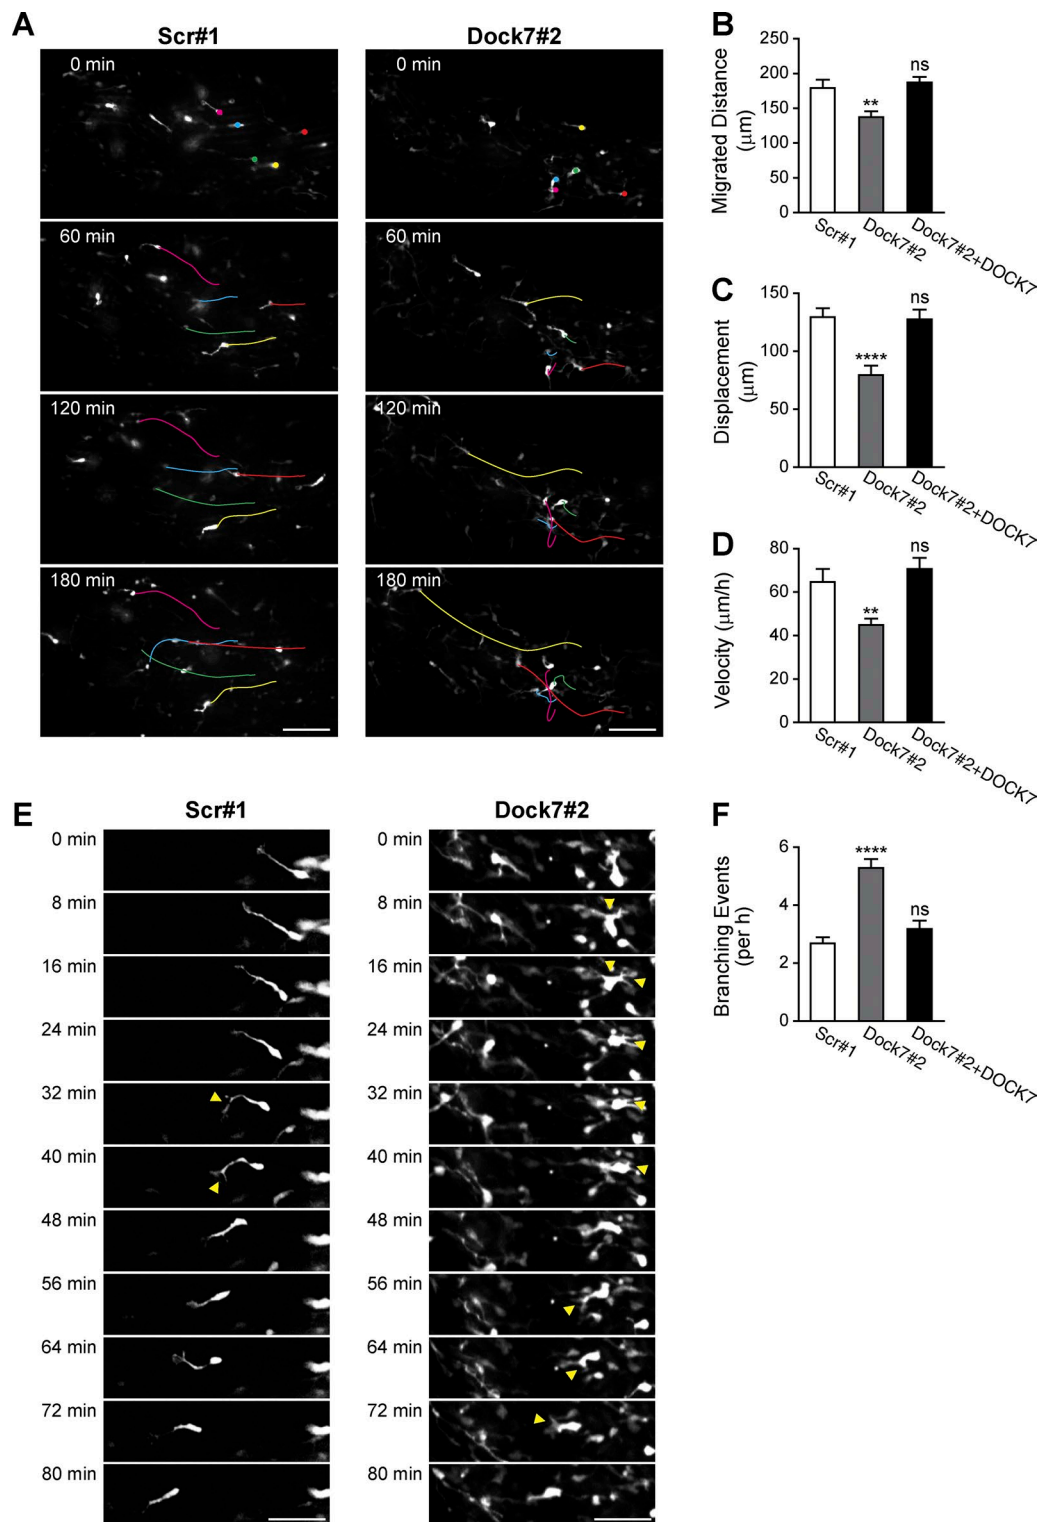 A
Scr#1
Dock7#2
0 min
0 min
60 min
60 min
120 min
120 min
180 min
180 min
B
Migrated Distance
(μm)
250
200
150
100
50
0
**
ns
Scr#1
Dock7#2
Dock7#2+DOCK7
C
Displacement
(μm)
150
100
50
0
****
ns
Scr#1
Dock7#2
Dock7#2+DOCK7
D
Velocity (μm/h)
80
60
40
20
0
**
ns
Scr#1
Dock7#2
Dock7#2+DOCK7
E
Scr#1
Dock7#2
0 min
0 min
8 min
8 min
16 min
16 min
24 min
24 min
32 min
32 min
40 min
40 min
48 min
48 min
56 min
56 min
64 min
64 min
72 min
72 min
80 min
80 min
F
Branching Events
(per h)
6
4
2
0
****
ns
Scr#1
Dock7#2
Dock7#2+DOCK7